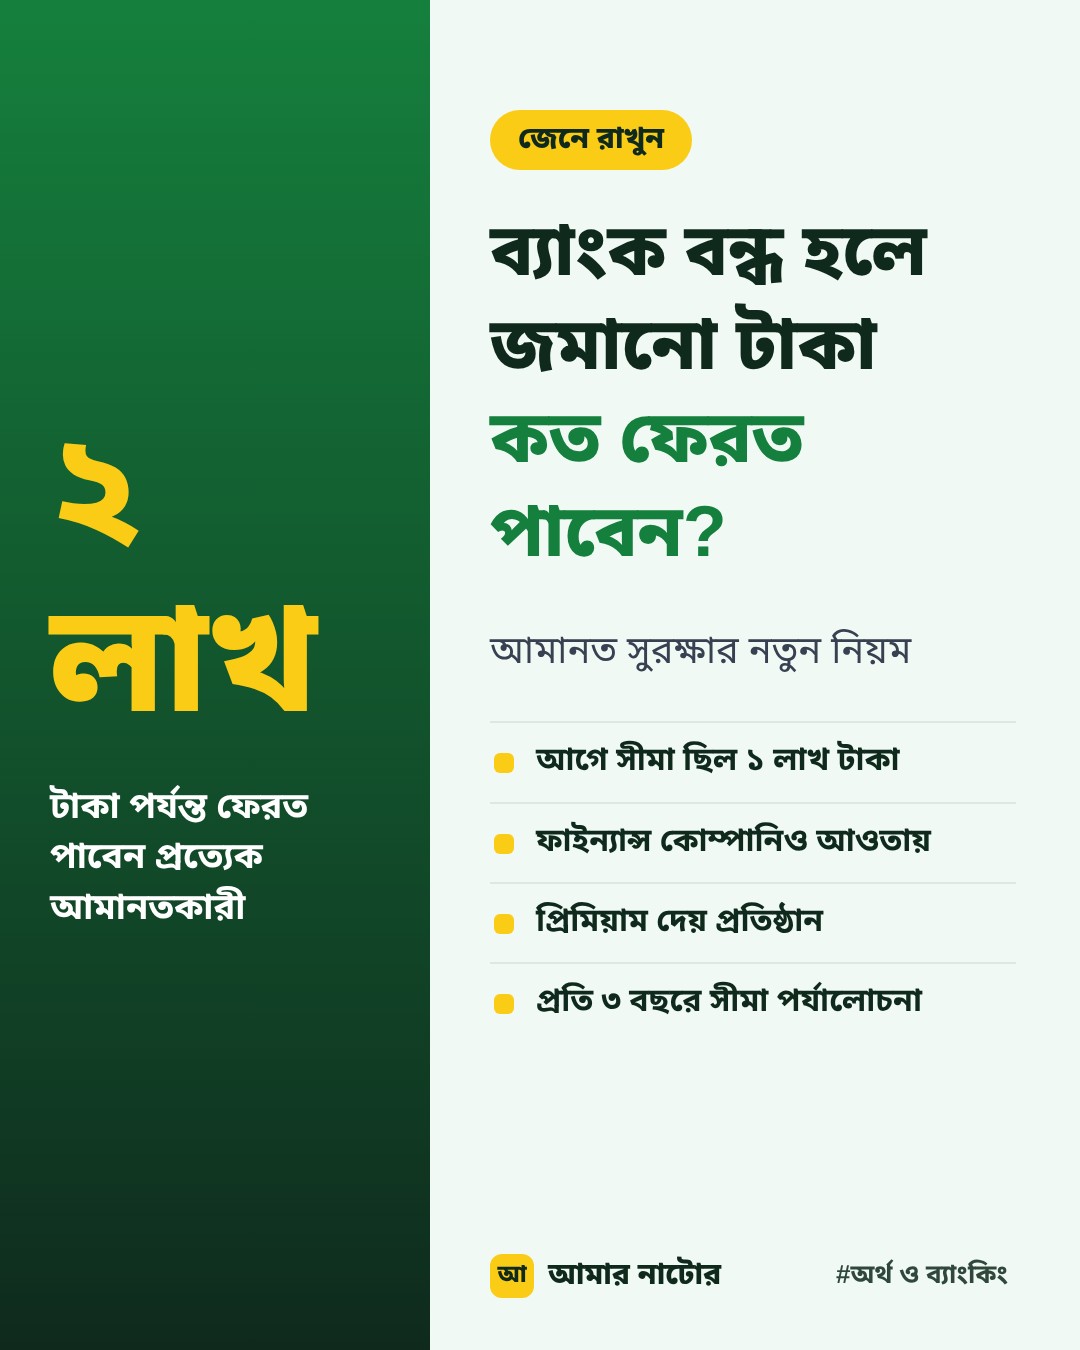 ২
লাখ
টাকা পর্যন্ত ফেরত
পাবেন প্রত্যেক
আমানতকারী
জেনে রাখুন
ব্যাংক বন্ধ হলে
জমানো টাকা
কত ফেরত
পাবেন?
আমানত সুরক্ষার নতুন নিয়ম
আগে সীমা ছিল ১ লাখ টাকা
ফাইন্যান্স কোম্পানিও আওতায়
প্রিমিয়াম দেয় প্রতিষ্ঠান
প্রতি ৩ বছরে সীমা পর্যালোচনা
আ আমার নাটোর
#অর্থ ও ব্যাংকিং